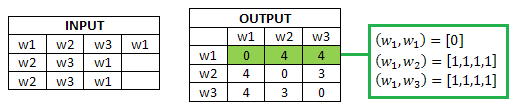 INPUT
w1 w2 w3 w1
w2 w3 w1
w2 w3 w1
OUTPUT
w1 w2 w3
w1 0 4 4
w2 4 0 3
w3 4 3 0
(w₁,w₁) = [0]
(w₁,w₂) = [1,1,1,1]
(w₁,w₃) = [1,1,1,1]